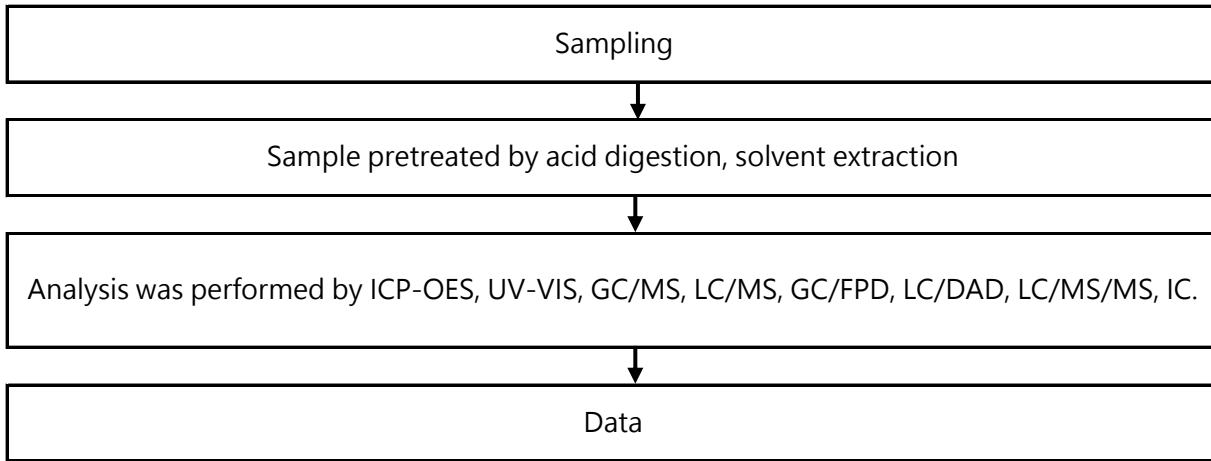 Sampling
Sample pretreated by acid digestion, solvent extraction
Analysis was performed by ICP-OES, UV-VIS, GC/MS, LC/MS, GC/FPD, LC/DAD, LC/MS/MS, IC.
Data